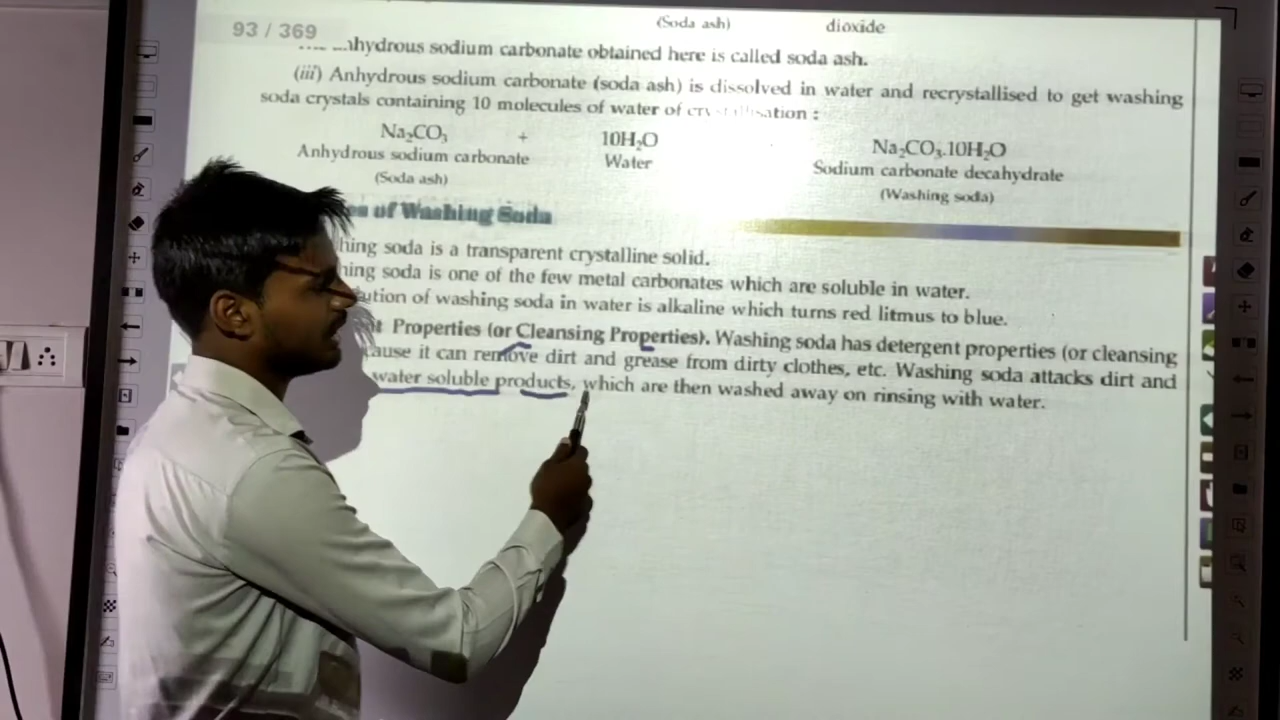 93 / 369
(Soda ash) dioxide
hydrous sodium carbonate obtained here is called soda ash.
(iii) Anhydrous sodium carbonate (soda ash) is dissolved in water and recrystallised to get washing
soda crystals containing 10 molecules of water of :
Na₂CO₃ + 10H₂O Na₂CO₃.10H₂O
Anhydrous sodium carbonate Water Sodium carbonate decahydrate
(Soda ash) (Washing soda)
of Washing Soda
hing soda is a transparent crystalline solid.
hing soda is one of the few metal carbonates which are soluble in water.
ution of washing soda in water is alkaline which turns red litmus to blue.
t Properties (or Cleansing Properties). Washing soda has detergent properties (or cleansing
cause it can remove dirt and grease from dirty clothes, etc. Washing soda attacks dirt and
water soluble products, which are then washed away on rinsing with water.